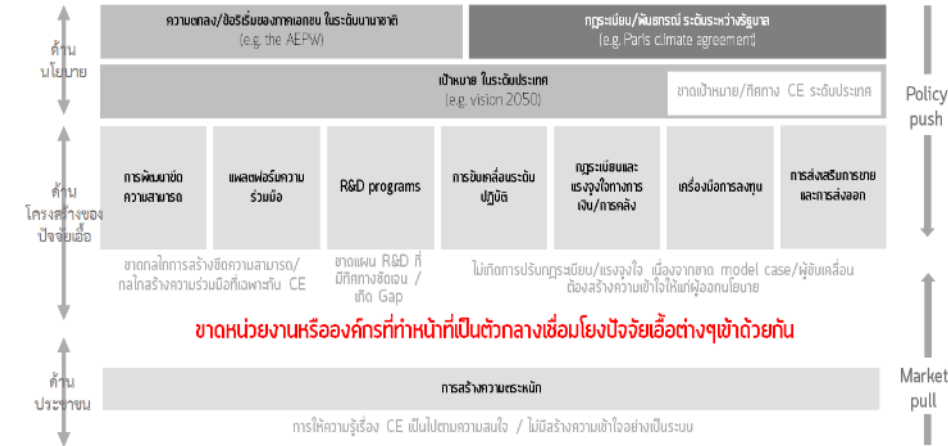 ความตกลง/ข้อริเริ่มของภาคเอกชน ในระดับนานาชาติ
(e.g. the AEPW)
กฎระเบียบ/พันธกรณ์ ระดับระหว่างรัฐบาล
(e.g. Paris climate agreement)
ด้าน
นโยบาย
เป้าหมาย ในระดับประเทศ
(e.g. vision 2050)
ขาดเป้าหมาย/ทิศทาง CE ระดับประเทศ
Policy
push
ด้าน
โครงสร้างของ
ปัจจัยเอื้อ
การพัฒนาขีด
ความสามารถ
แพลตฟอร์มความ
ร่วมมือ
R&D programs
การขับเคลื่อนระดับ
ปฏิบัติ
กฎระเบียบและ
แรงจูงใจทางการ
เงิน/การคลัง
เครื่องมือการลงทุน
การส่งเสริมการขาย
และการส่งออก
ขาดกลไกการสร้างขีดความสามารถ/
กลไกสร้างความร่วมมือที่เฉพาะกับ CE
ขาดแผน R&D ที่
มีทิศทางชัดเจน /
เกิด Gap
ไม่เกิดการปรับกฎระเบียบ/แรงจูงใจ เนื่องจากขาด model case/ผู้ขับเคลื่อน
ต้องสร้างความเข้าใจให้แก่ผู้ออกนโยบาย
ขาดหน่วยงานหรือองค์กรที่ทำหน้าที่เป็นตัวกลางเชื่อมโยงปัจจัยเอื้อต่างๆเข้าด้วยกัน
ด้าน
ประชาชน
การสร้างความตระหนัก
การให้ความรู้เรื่อง CE เป็นไปตามความสนใจ / ไม่มีสร้างความเข้าใจอย่างเป็นระบบ
Market
pull